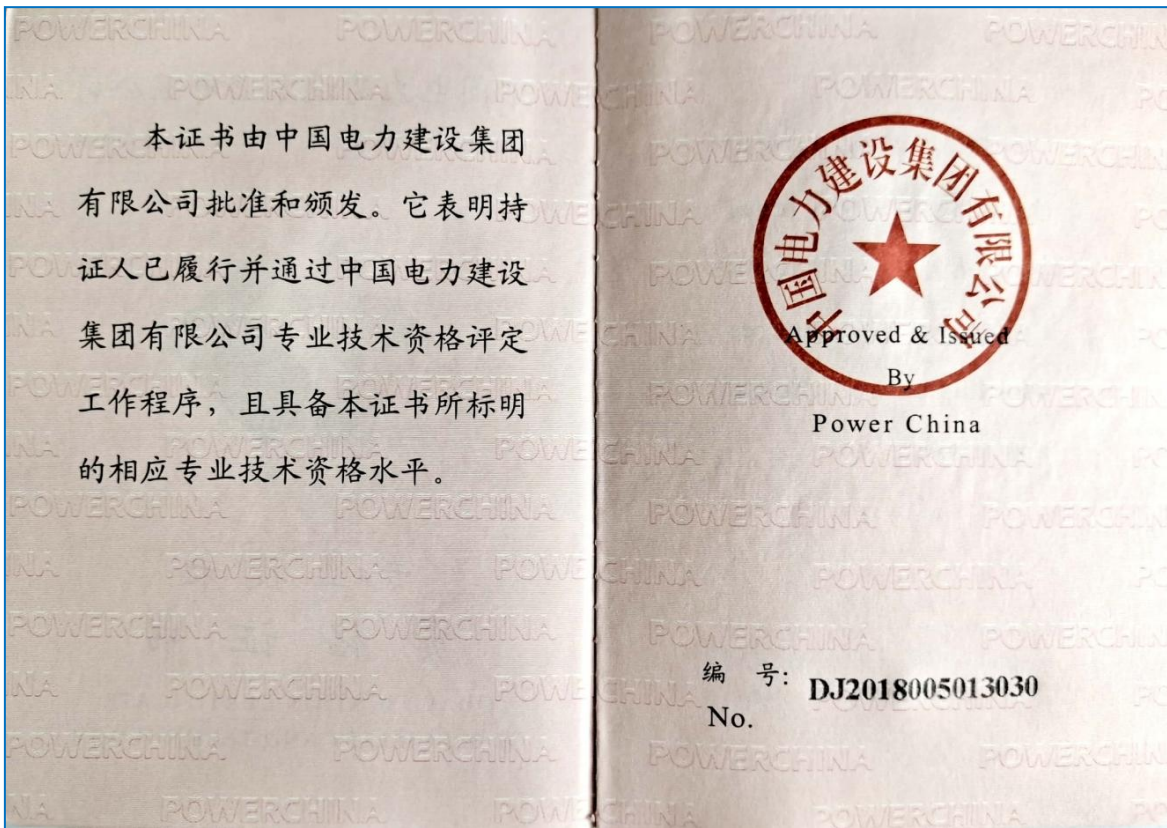 本证书由中国电力建设集团
有限公司批准和颁发。它表明持
证人已履行并通过中国电力建设
集团有限公司专业技术资格评定
工作程序，且具备本证书所标明
的相应专业技术资格水平。
中国电力建设集团有限公司
Approved & Issued
By
Power China
编 号: DJ2018005013030
No.
POWERCHINA